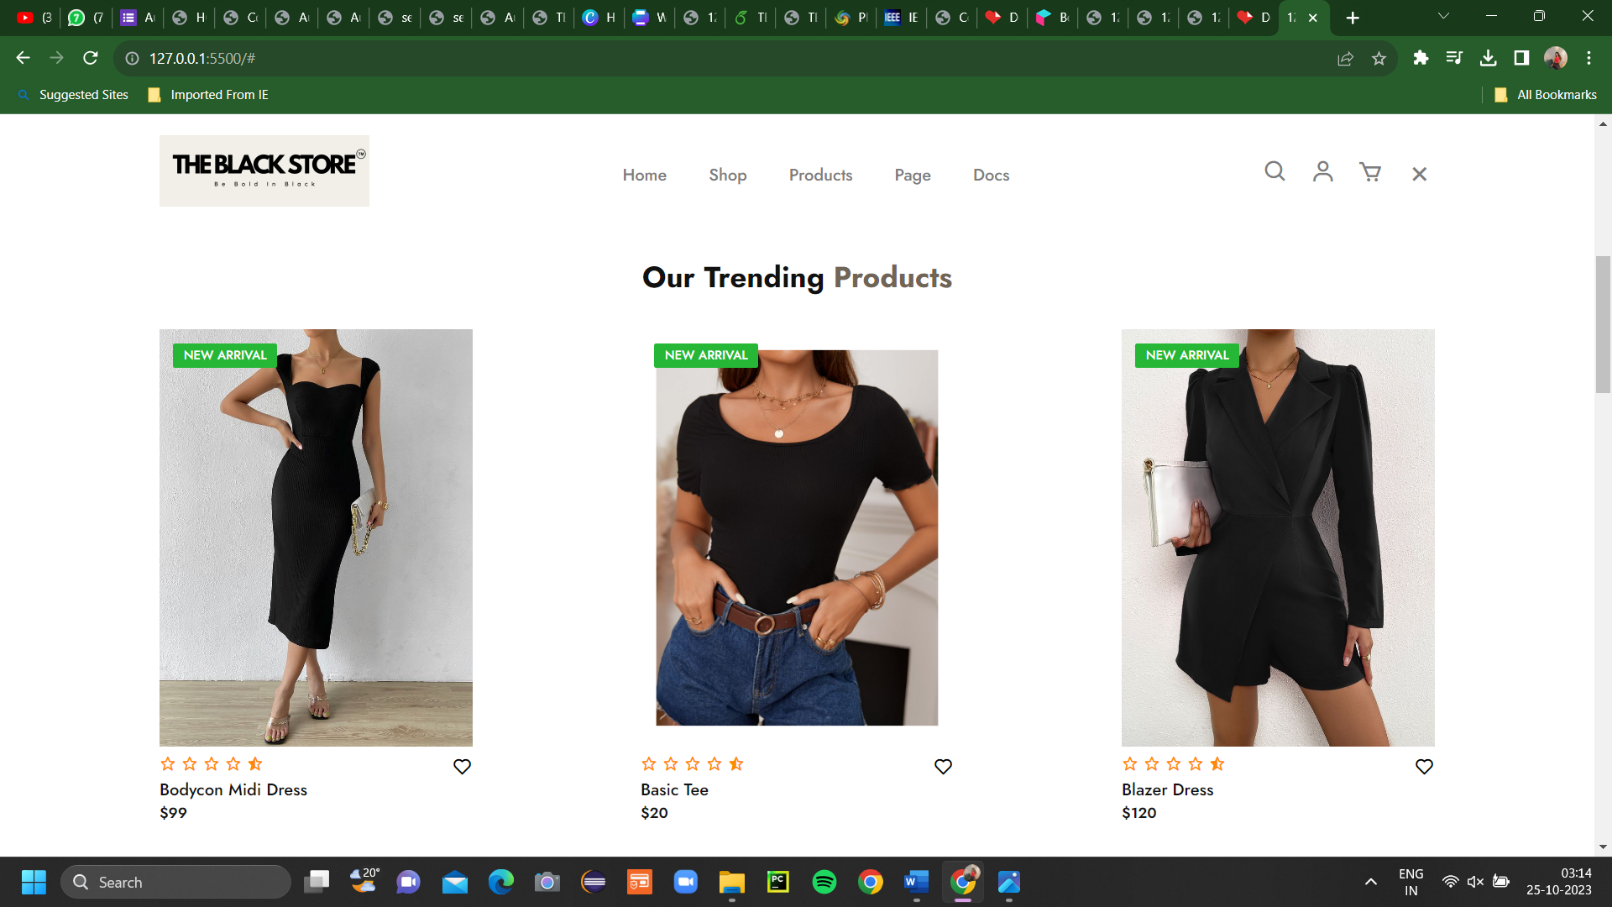 (3
(7
127.0.0.1:5500/#
Suggested Sites
Imported From IE
All Bookmarks
THE BLACK STORE
Be Bold In Black
Home
Shop
Products
Page
Docs
Our Trending Products
NEW ARRIVAL
NEW ARRIVAL
NEW ARRIVAL
Bodycon Midi Dress
$99
Basic Tee
$20
Blazer Dress
$120
Search
20°
ENG
IN
03:14
25-10-2023